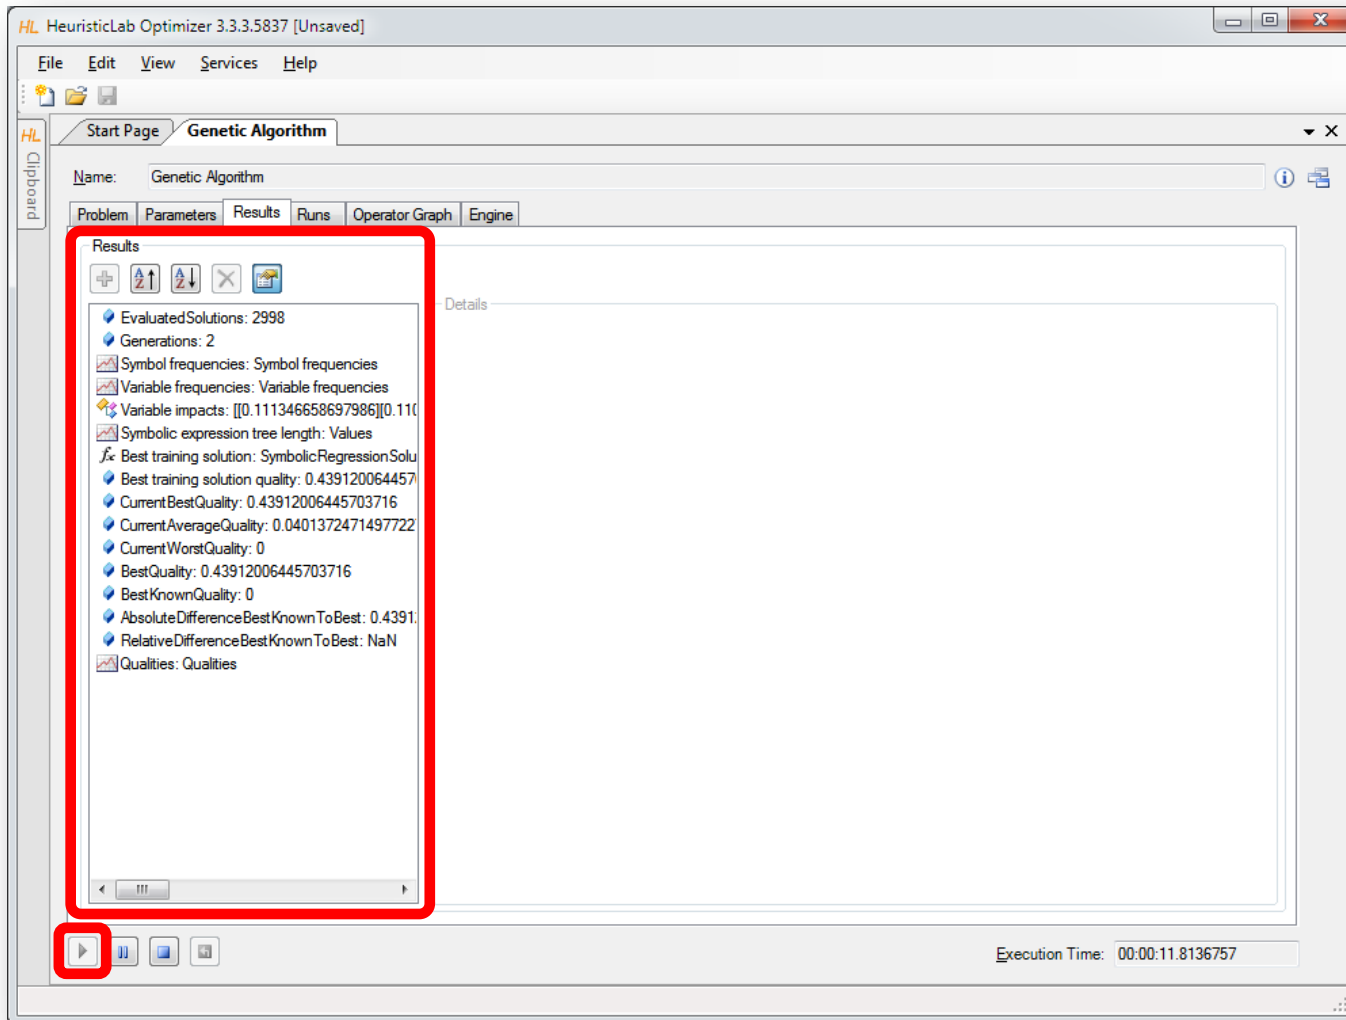 HL HeuristicLab Optimizer 3.3.3.5837 [Unsaved]
File Edit View Services Help
HL Clipboard
Start Page Genetic Algorithm
Name: Genetic Algorithm
Problem Parameters Results Runs Operator Graph Engine
Results
Details
EvaluatedSolutions: 2998
Generations: 2
Symbol frequencies: Symbol frequencies
Variable frequencies: Variable frequencies
Variable impacts: [[0.111346658697986][0.110
Symbolic expression tree length: Values
Best training solution: SymbolicRegressionSolu
Best training solution quality: 0.4391200644570
CurrentBestQuality: 0.43912006445703716
CurrentAverageQuality: 0.0401372471497722
CurrentWorstQuality: 0
BestQuality: 0.43912006445703716
BestKnownQuality: 0
AbsoluteDifferenceBestKnownToBest: 0.4391
RelativeDifferenceBestKnownToBest: NaN
Qualities: Qualities
Execution Time: 00:00:11.8136757